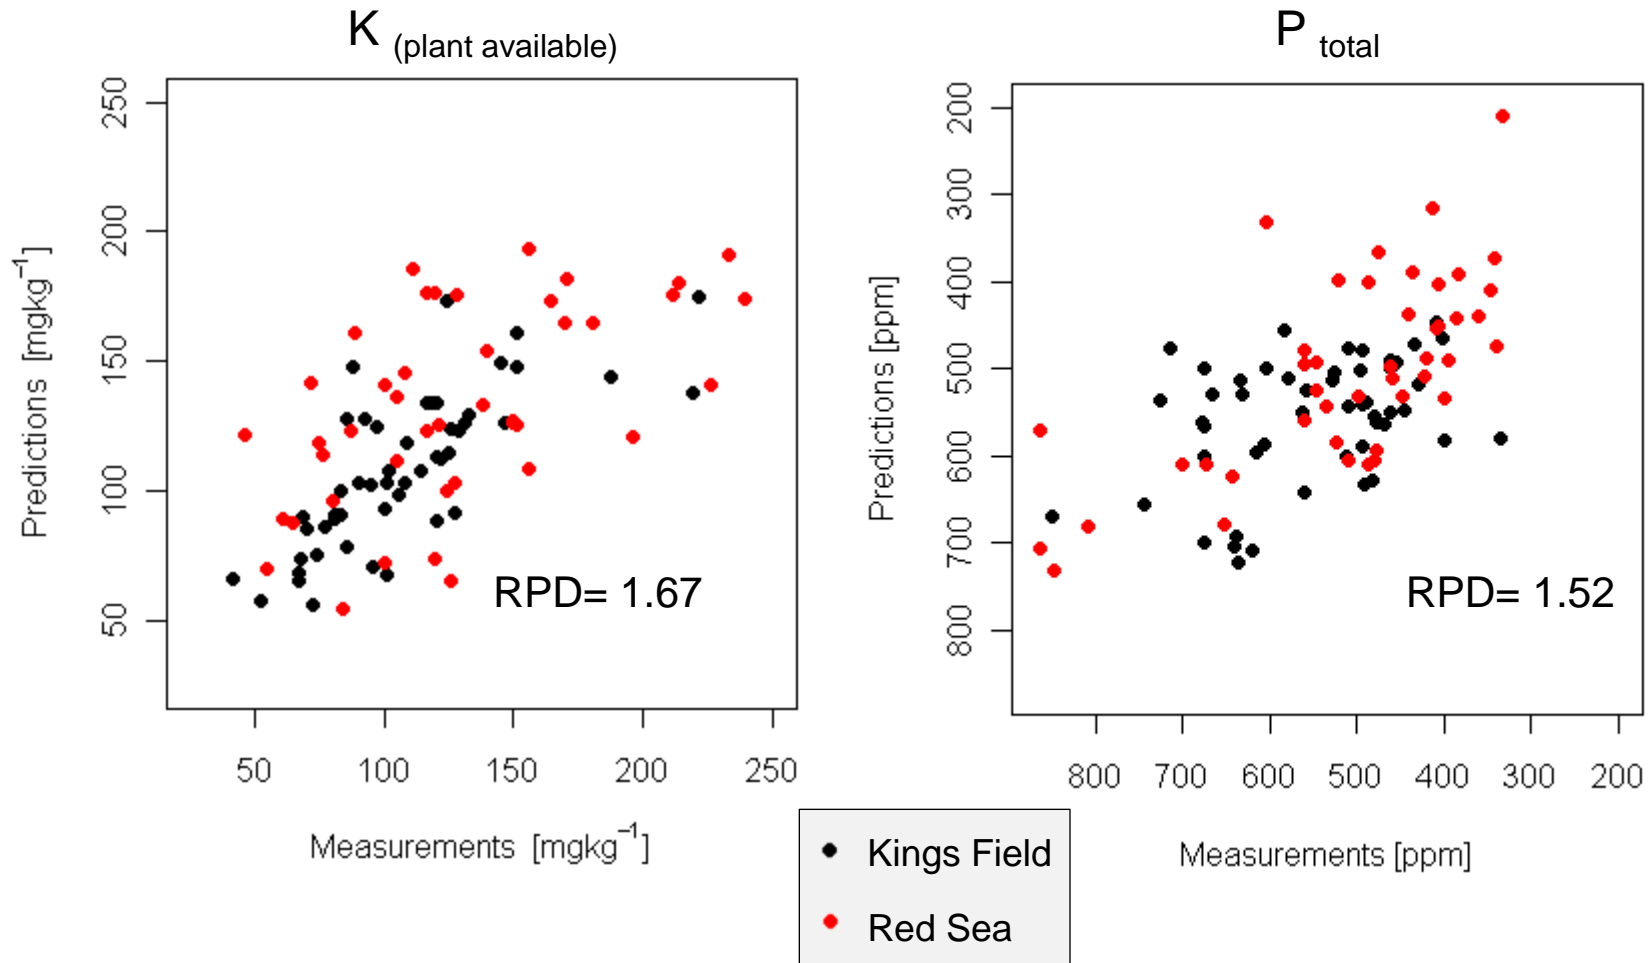 K (plant available)
250
200
150
100
50
Predictions [mgkg⁻¹]
RPD= 1.67
50 100 150 200 250
Measurements [mgkg⁻¹]
P total
200
300
400
500
600
700
800
Predictions [ppm]
RPD= 1.52
800 700 600 500 400 300 200
Measurements [ppm]
Kings Field
Red Sea